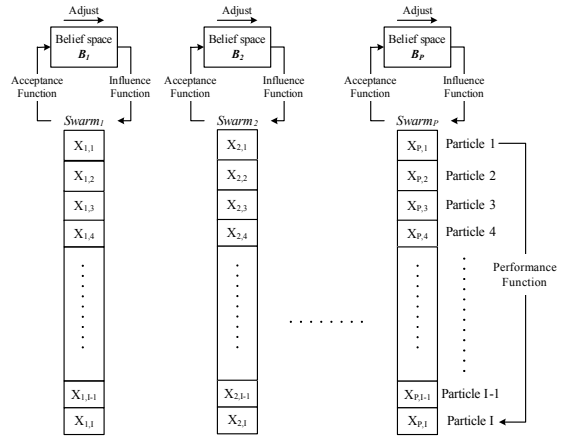 Adjust Adjust Adjust
Belief space Belief space Belief space
B1 B2 BP
Acceptance Function Influence Function Acceptance Function Influence Function Acceptance Function Influence Function
Swarm1 Swarm2 SwarmP
X1,1 X2,1 XP,1 Particle 1
X1,2 X2,2 XP,2 Particle 2
X1,3 X2,3 XP,3 Particle 3
X1,4 X2,4 XP,4 Particle 4
Performance
Function
X1,I-1 X2,I-1 XP,I-1 Particle I-1
X1,I X2,I XP,I Particle I